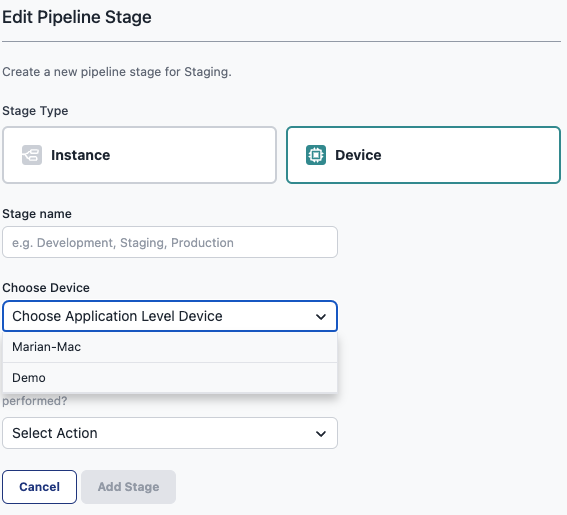 Edit Pipeline Stage
Create a new pipeline stage for Staging.
Stage Type
Instance
Device
Stage name
e.g. Development, Staging, Production
Choose Device
Choose Application Level Device
Marian-Mac
Demo
performed?
Select Action
Cancel
Add Stage